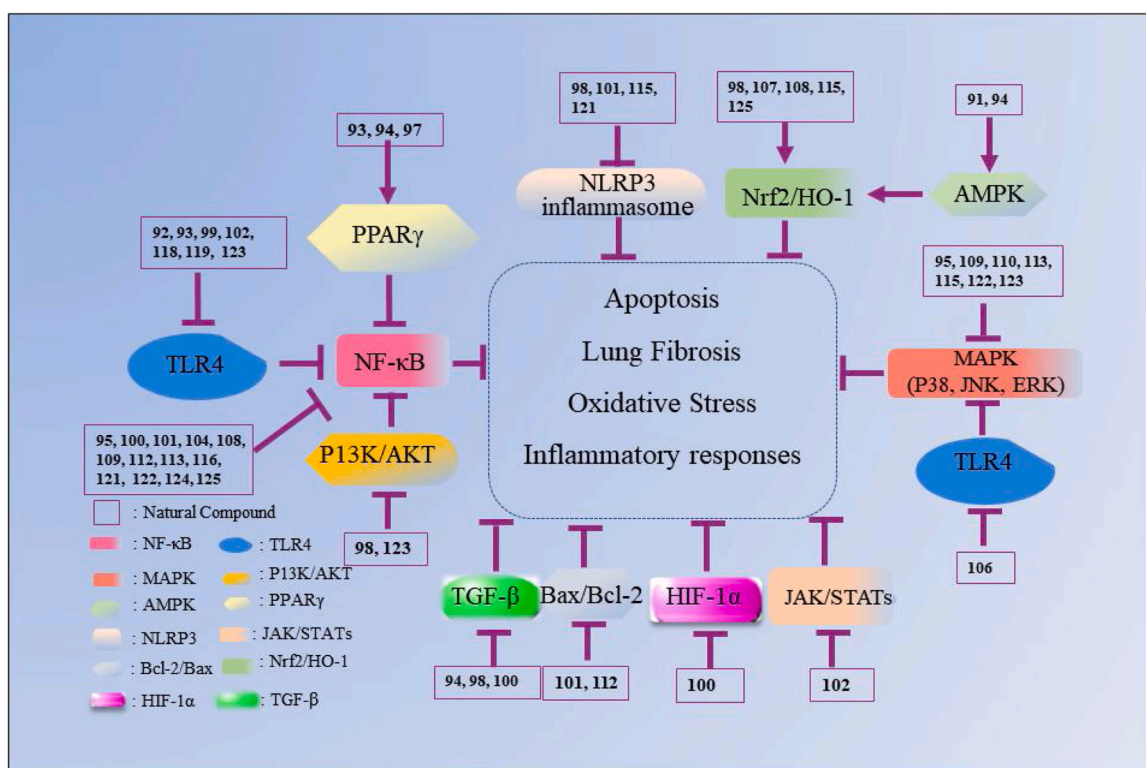 98, 101, 115,
121
98, 107, 108, 115,
125
91, 94
93, 94, 97
NLRP3
inflammasome
Nrf2/HO-1
AMPK
92, 93, 99, 102,
118, 119, 123
PPARγ
95, 109, 110, 113,
115, 122, 123
Apoptosis
Lung Fibrosis
Oxidative Stress
Inflammatory responses
TLR4
NF-κB
MAPK
(P38, JNK, ERK)
95, 100, 101, 104, 108,
109, 112, 113, 116,
121, 122, 124, 125
P13K/AKT
TLR4
98, 123
106
TGF-β
Bax/Bcl-2
HIF-1α
JAK/STATs
94, 98, 100
101, 112
100
102
: Natural Compound
: NF-κB
: TLR4
: MAPK
: P13K/AKT
: AMPK
: PPARγ
: NLRP3
: JAK/STATs
: Bcl-2/Bax
: Nrf2/HO-1
: HIF-1α
: TGF-β